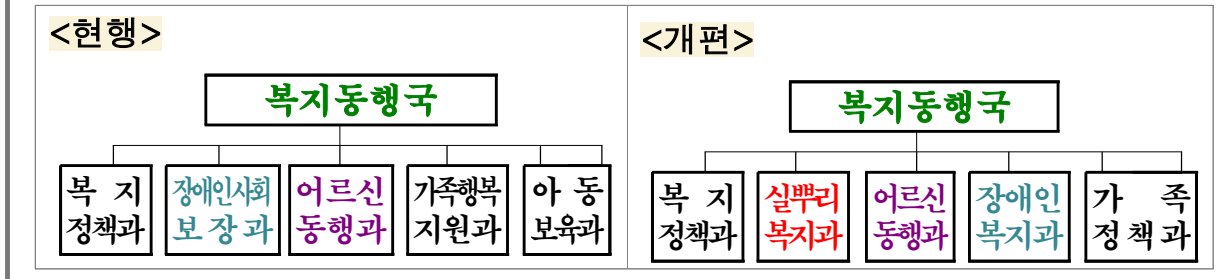 <현행>
복지동행국
복 지
정책과
장애인사회
보 장 과
어르신
동행과
가족행복
지원과
아 동
보육과
<개편>
복지동행국
복 지
정책과
실뿌리
복지과
어르신
동행과
장애인
복지과
가 족
정 책 과